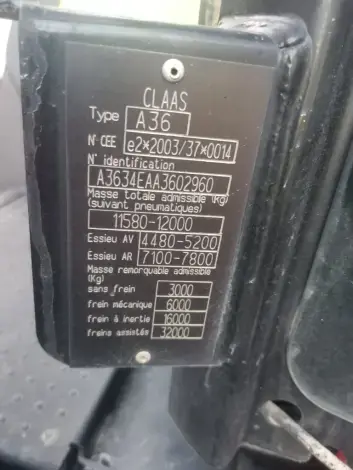 CLAAS
Type A36
N° CEE e2*2003/37*0014
N° identification
A3634EAA3602960
Masse totale admissible (Kg)
(suivant pneumatiques)
11580-12000
Essieu AV 4480-5200
Essieu AR 7100-7800
Masse remorquable admissible
(Kg)
sans frein 3000
frein mécanique 6000
frein à inertie 16000
freins assistés 32000